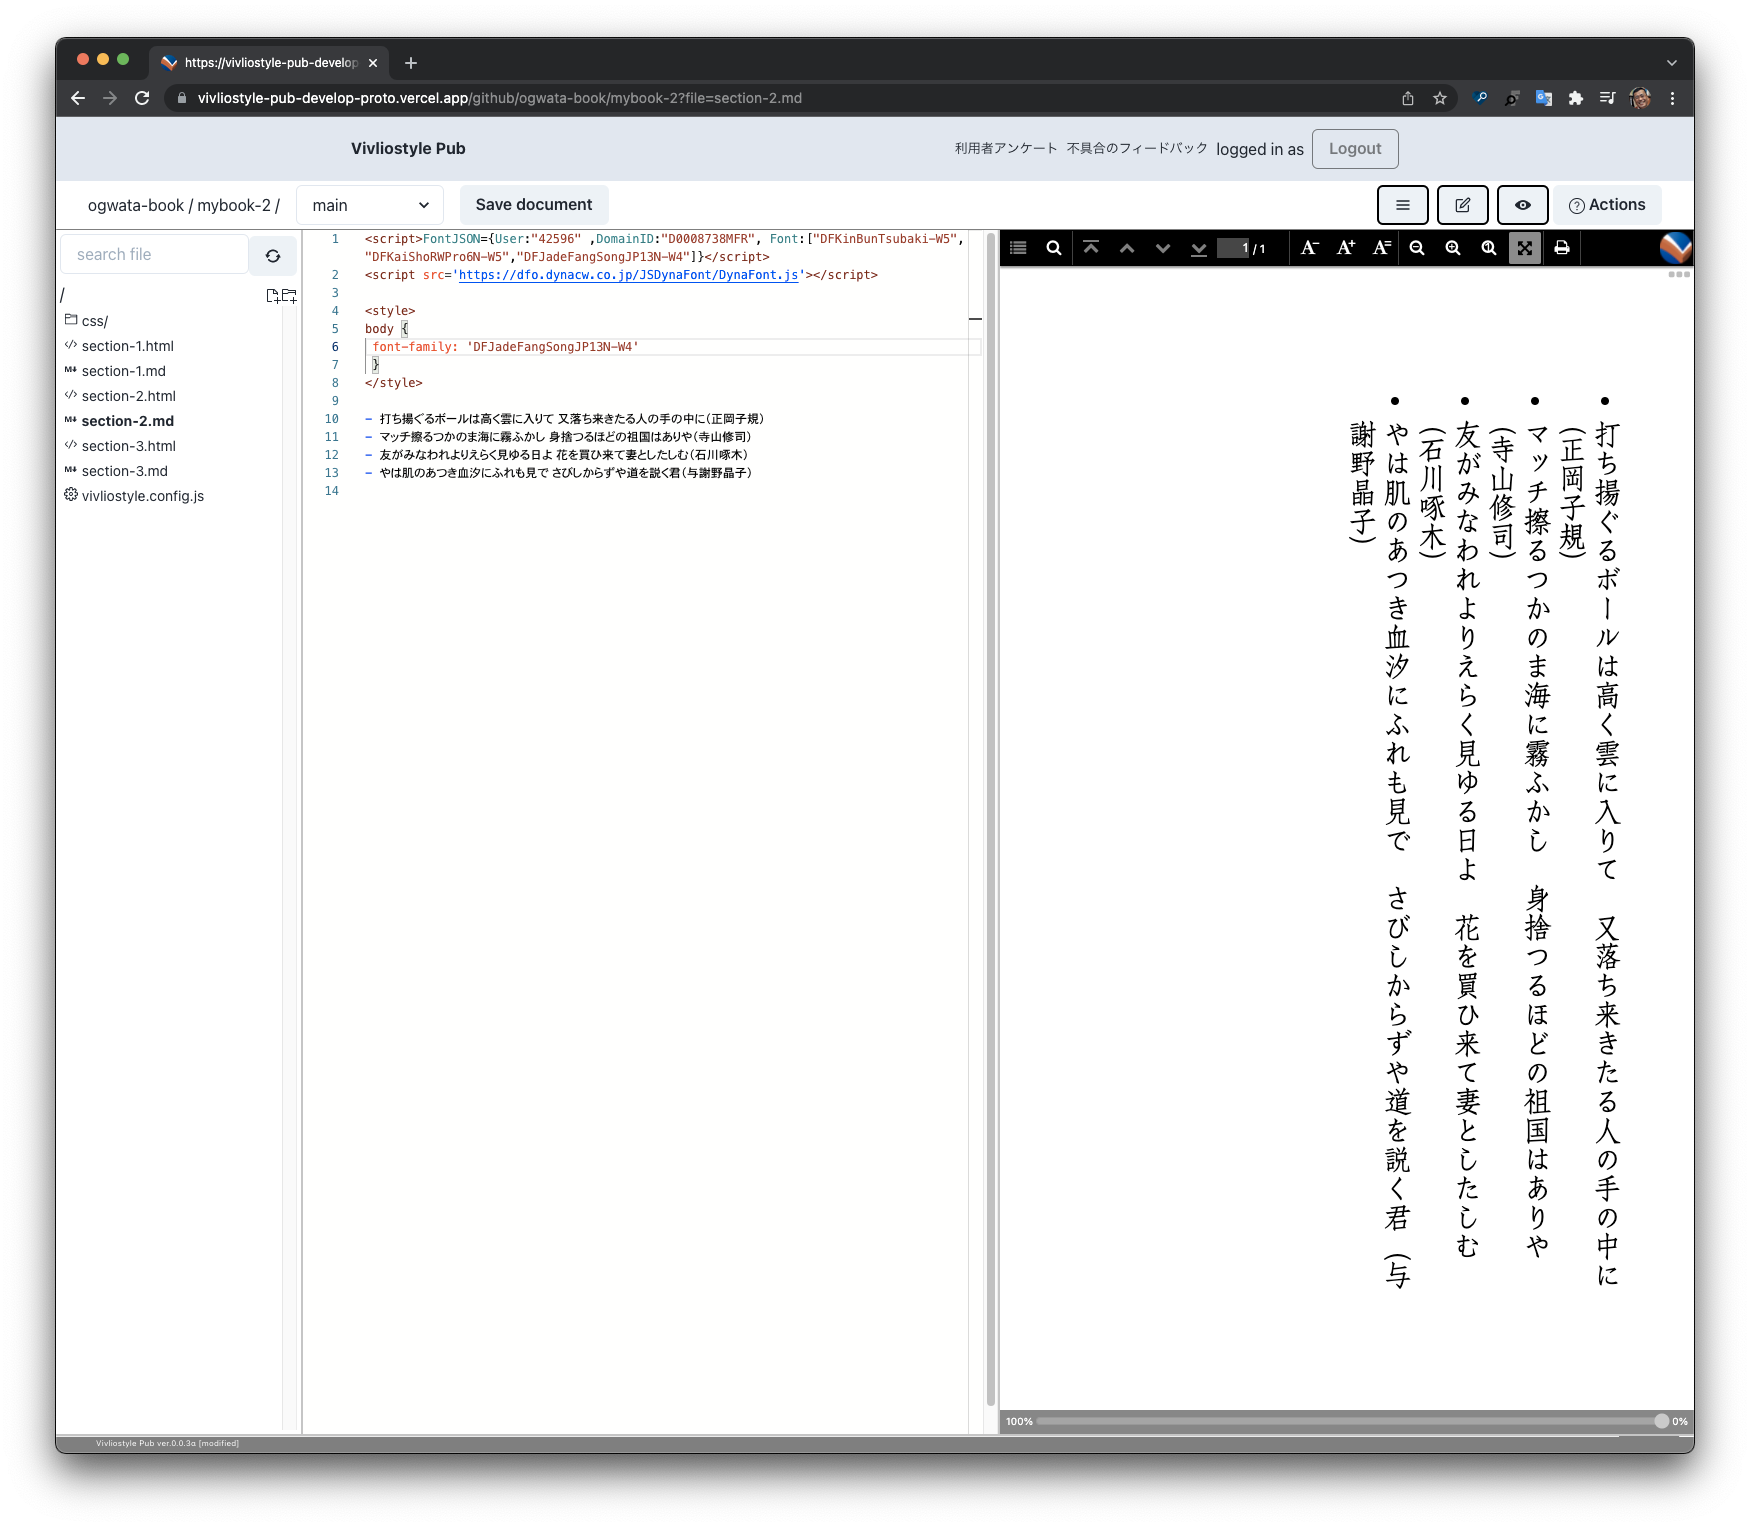 https://vivliostyle-pub-develop
vivliostyle-pub-develop-proto.vercel.app/github/ogwata-book/mybook-2?file=section-2.md
Vivliostyle Pub
利用者アンケート 不具合のフィードバック logged in as Logout
ogwata-book / mybook-2 / main Save document
Actions
search file
/
css/
section-1.html
section-1.md
section-2.html
section-2.md
section-3.html
section-3.md
vivliostyle.config.js
1 <script>FontJSON={User:"42596" ,DomainID:"D0008738MFR", Font:["DFKinBunTsubaki-W5",
"DFKaiShoRWPro6N-W5","DFJadeFangSongJP13N-W4"]}</script>
2 <script src='https://dfo.dynacw.co.jp/JSDynaFont/DynaFont.js'></script>
3
4 <style>
5 body {
6 font-family: 'DFJadeFangSongJP13N-W4'
7 }
8 </style>
9
10 - 打ち揚ぐるボールは高く雲に入りて 又落ち来きたる人の手の中に（正岡子規）
11 - マッチ擦るつかのま海に霧ふかし 身捨つるほどの祖国はありや（寺山修司）
12 - 友がみなわれよりえらく見ゆる日よ 花を買ひ来て妻としたしむ（石川啄木）
13 - やは肌のあつき血汐にふれも見で さびしからずや道を説く君（与謝野晶子）
14
1 / 1
A- A+ A=
• 打ち揚ぐるボールは高く雲に入りて　又落ち来きたる人の手の中に
（正岡子規）
• マッチ擦るつかのま海に霧ふかし　身捨つるほどの祖国はありや
（寺山修司）
• 友がみなわれよりえらく見ゆる日よ　花を買ひ来て妻としたしむ
（石川啄木）
• やは肌のあつき血汐にふれも見で　さびしからずや道を説く君（与
謝野晶子）
100% 0%
Vivliostyle Pub ver.0.0.3a [modified]